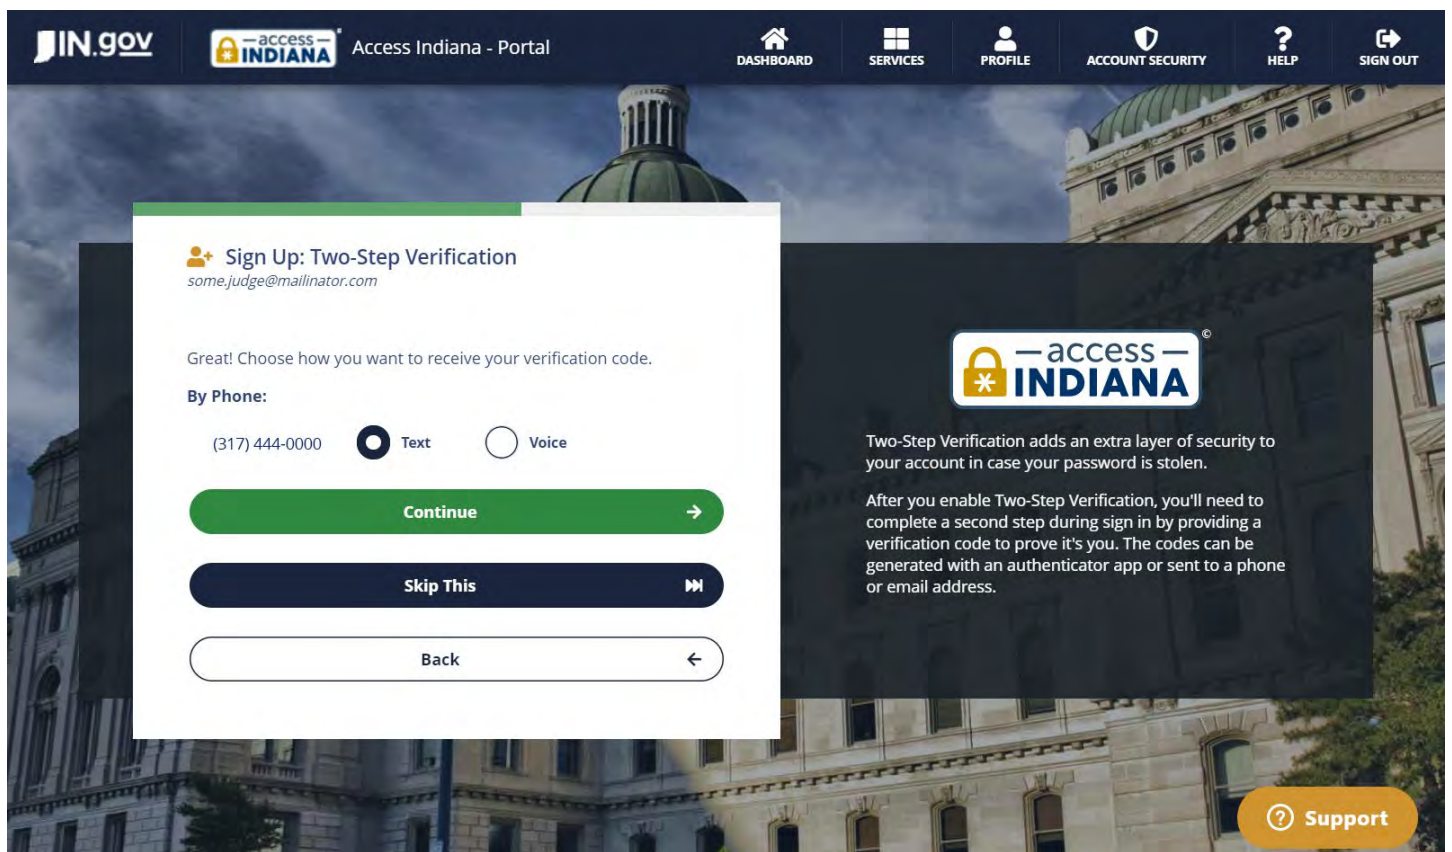 IN.gov
access
INDIANA
Access Indiana - Portal
DASHBOARD
SERVICES
PROFILE
ACCOUNT SECURITY
HELP
SIGN OUT
Sign Up: Two-Step Verification
some.judge@mailinator.com
Great! Choose how you want to receive your verification code.
By Phone:
(317) 444-0000 Text Voice
Continue
Skip This
Back
access ©
INDIANA
Two-Step Verification adds an extra layer of security to
your account in case your password is stolen.
After you enable Two-Step Verification, you'll need to
complete a second step during sign in by providing a
verification code to prove it's you. The codes can be
generated with an authenticator app or sent to a phone
or email address.
Support